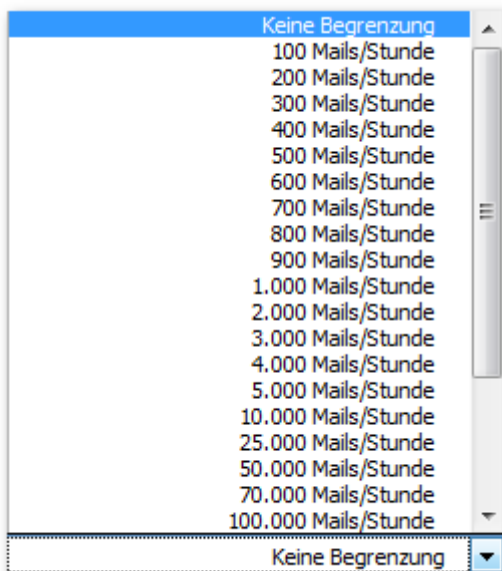 Keine Begrenzung
100 Mails/Stunde
200 Mails/Stunde
300 Mails/Stunde
400 Mails/Stunde
500 Mails/Stunde
600 Mails/Stunde
700 Mails/Stunde
800 Mails/Stunde
900 Mails/Stunde
1.000 Mails/Stunde
2.000 Mails/Stunde
3.000 Mails/Stunde
4.000 Mails/Stunde
5.000 Mails/Stunde
10.000 Mails/Stunde
25.000 Mails/Stunde
50.000 Mails/Stunde
70.000 Mails/Stunde
100.000 Mails/Stunde
Keine Begrenzung